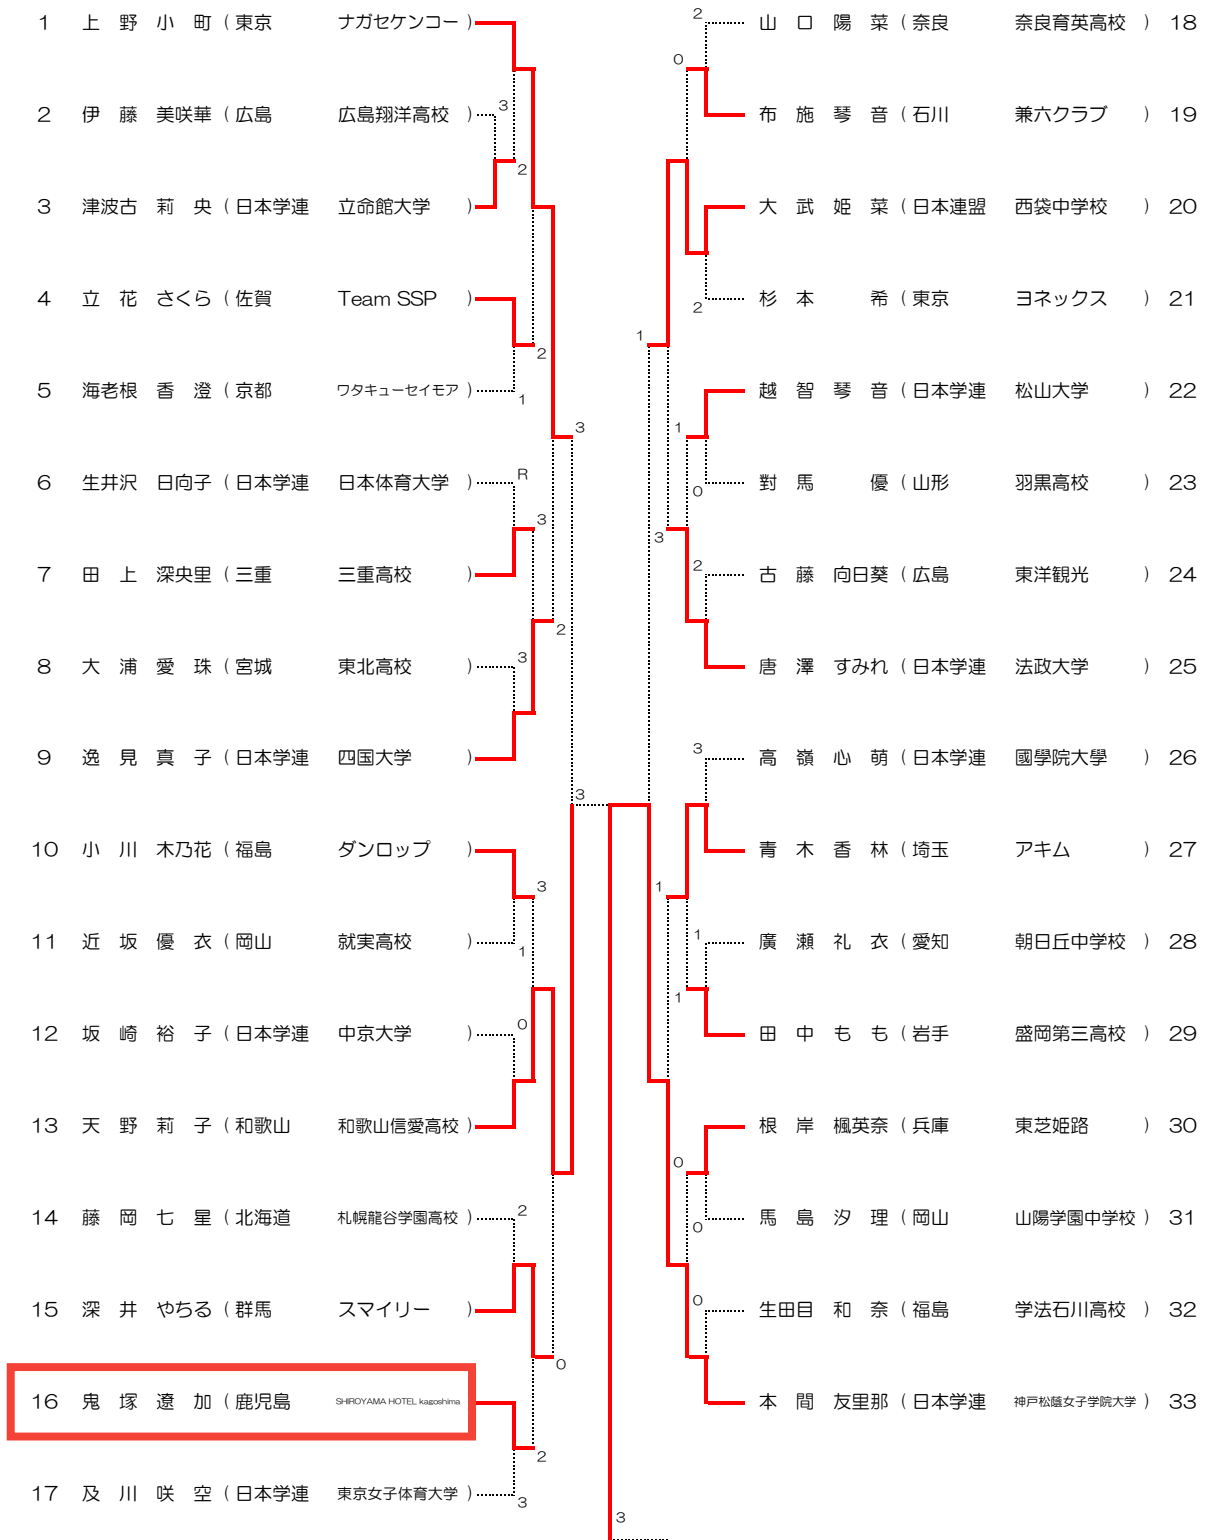 1 上 野 小 町 ( 東京 ナガセケンコー )
2 伊 藤 美咲華 ( 広島 広島翔洋高校 )
3 津波古 莉 央 ( 日本学連 立命館大学 )
4 立 花 さくら ( 佐賀 Team SSP )
5 海老根 香 澄 ( 京都 ワタキューセイモア )
6 生井沢 日向子 ( 日本学連 日本体育大学 )
7 田 上 深央里 ( 三重 三重高校 )
8 大 浦 愛 珠 ( 宮城 東北高校 )
9 逸 見 真 子 ( 日本学連 四国大学 )
10 小 川 木乃花 ( 福島 ダンロップ )
11 近 坂 優 衣 ( 岡山 就実高校 )
12 坂 崎 裕 子 ( 日本学連 中京大学 )
13 天 野 莉 子 ( 和歌山 和歌山信愛高校 )
14 藤 岡 七 星 ( 北海道 札幌龍谷学園高校 )
15 深 井 やちる ( 群馬 スマイリー )
16 鬼 塚 遼 加 ( 鹿児島 SHIROYAMA HOTEL kagoshima
17 及 川 咲 空 ( 日本学連 東京女子体育大学 )
3
2
2
1
R
3
3
3
2
3
3
1
0
2
0
2
3
3
2
0
2
1
1
0
3
2
3
1
1
1
0
0
0
3
山 口 陽 菜 ( 奈良 奈良育英高校 ) 18
布 施 琴 音 ( 石川 兼六クラブ ) 19
大 武 姫 菜 ( 日本連盟 西袋中学校 ) 20
杉 本 希 ( 東京 ヨネックス ) 21
越 智 琴 音 ( 日本学連 松山大学 ) 22
對 馬 優 ( 山形 羽黒高校 ) 23
古 藤 向日葵 ( 広島 東洋観光 ) 24
唐 澤 すみれ ( 日本学連 法政大学 ) 25
高 嶺 心 萌 ( 日本学連 國學院大學 ) 26
青 木 香 林 ( 埼玉 アキム ) 27
廣 瀬 礼 衣 ( 愛知 朝日丘中学校 ) 28
田 中 も も ( 岩手 盛岡第三高校 ) 29
根 岸 楓英奈 ( 兵庫 東芝姫路 ) 30
馬 島 汐 理 ( 岡山 山陽学園中学校 ) 31
生田目 和 奈 ( 福島 学法石川高校 ) 32
本 間 友里那 ( 日本学連 神戸松蔭女子学院大学 ) 33